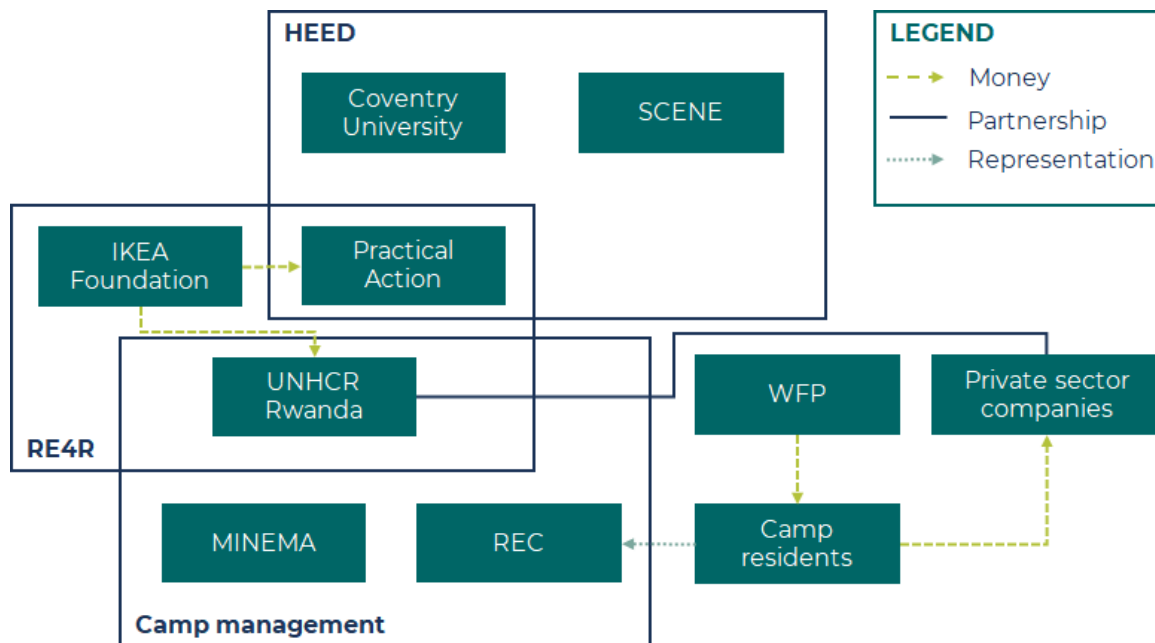 HEED
LEGEND
Coventry
University
SCENE
Money
Partnership
Representation
IKEA
Foundation
Practical
Action
UNHCR
Rwanda
WFP
Private sector
companies
RE4R
MINEMA
REC
Camp
residents
Camp management